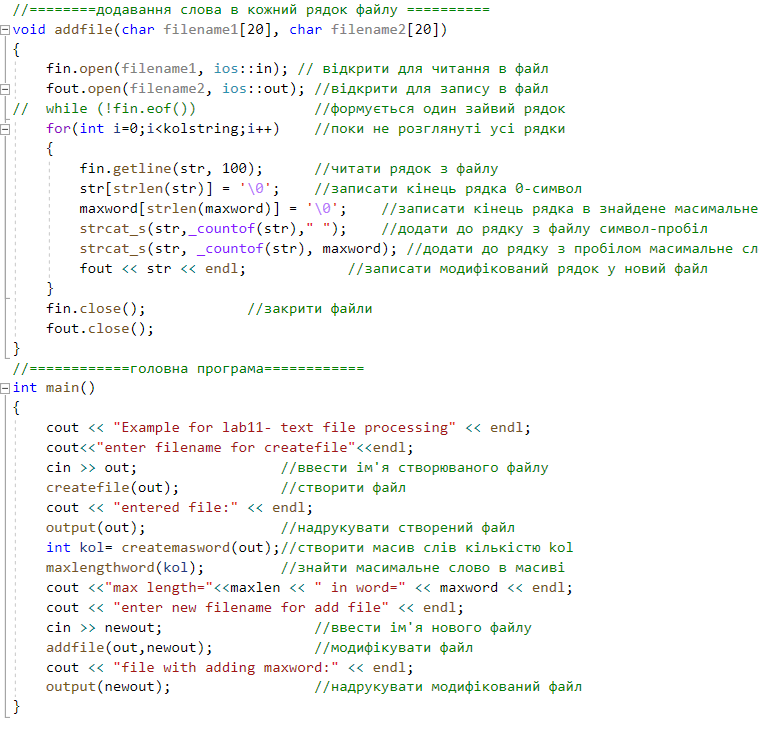 //========додавання слова в кожний рядок файлу ==========
void addfile(char filename1[20], char filename2[20])
{
    fin.open(filename1, ios::in); // відкрити для читання в файл
    fout.open(filename2, ios::out); //відкрити для запису в файл
//  while (!fin.eof())              //формується один зайвий рядок
    for(int i=0;i<kolstring;i++)    //поки не розглянуті усі рядки
    {
        fin.getline(str, 100);      //читати рядок з файлу
        str[strlen(str)] = '\0';    //записати кінець рядка 0-символ
        maxword[strlen(maxword)] = '\0';    //записати кінець рядка в знайдене масимальне
        strcat_s(str,_countof(str)," ");    //додати до рядку з файлу символ-пробіл
        strcat_s(str, _countof(str), maxword); //додати до рядку з пробілом масимальне сл
        fout << str << endl;            //записати модифікований рядок у новий файл
    }
    fin.close();            //закрити файли
    fout.close();
}
//============головна програма============
int main()
{
    cout << "Example for lab11- text file processing" << endl;
    cout<<"enter filename for createfile"<<endl;
    cin >> out;                 //ввести ім'я створюваного файлу
    createfile(out);            //створити файл
    cout << "entered file:" << endl;
    output(out);                //надрукувати створений файл
    int kol= createmasword(out);//створити масив слів кількістю kol
    maxlengthword(kol);         //знайти масимальне слово в масиві
    cout <<"max length="<<maxlen << " in word=" << maxword << endl;
    cout << "enter new filename for add file" << endl;
    cin >> newout;                  //ввести ім'я нового файлу
    addfile(out,newout);            //модифікувати файл
    cout << "file with adding maxword:" << endl;
    output(newout);                 //надрукувати модифікований файл
}